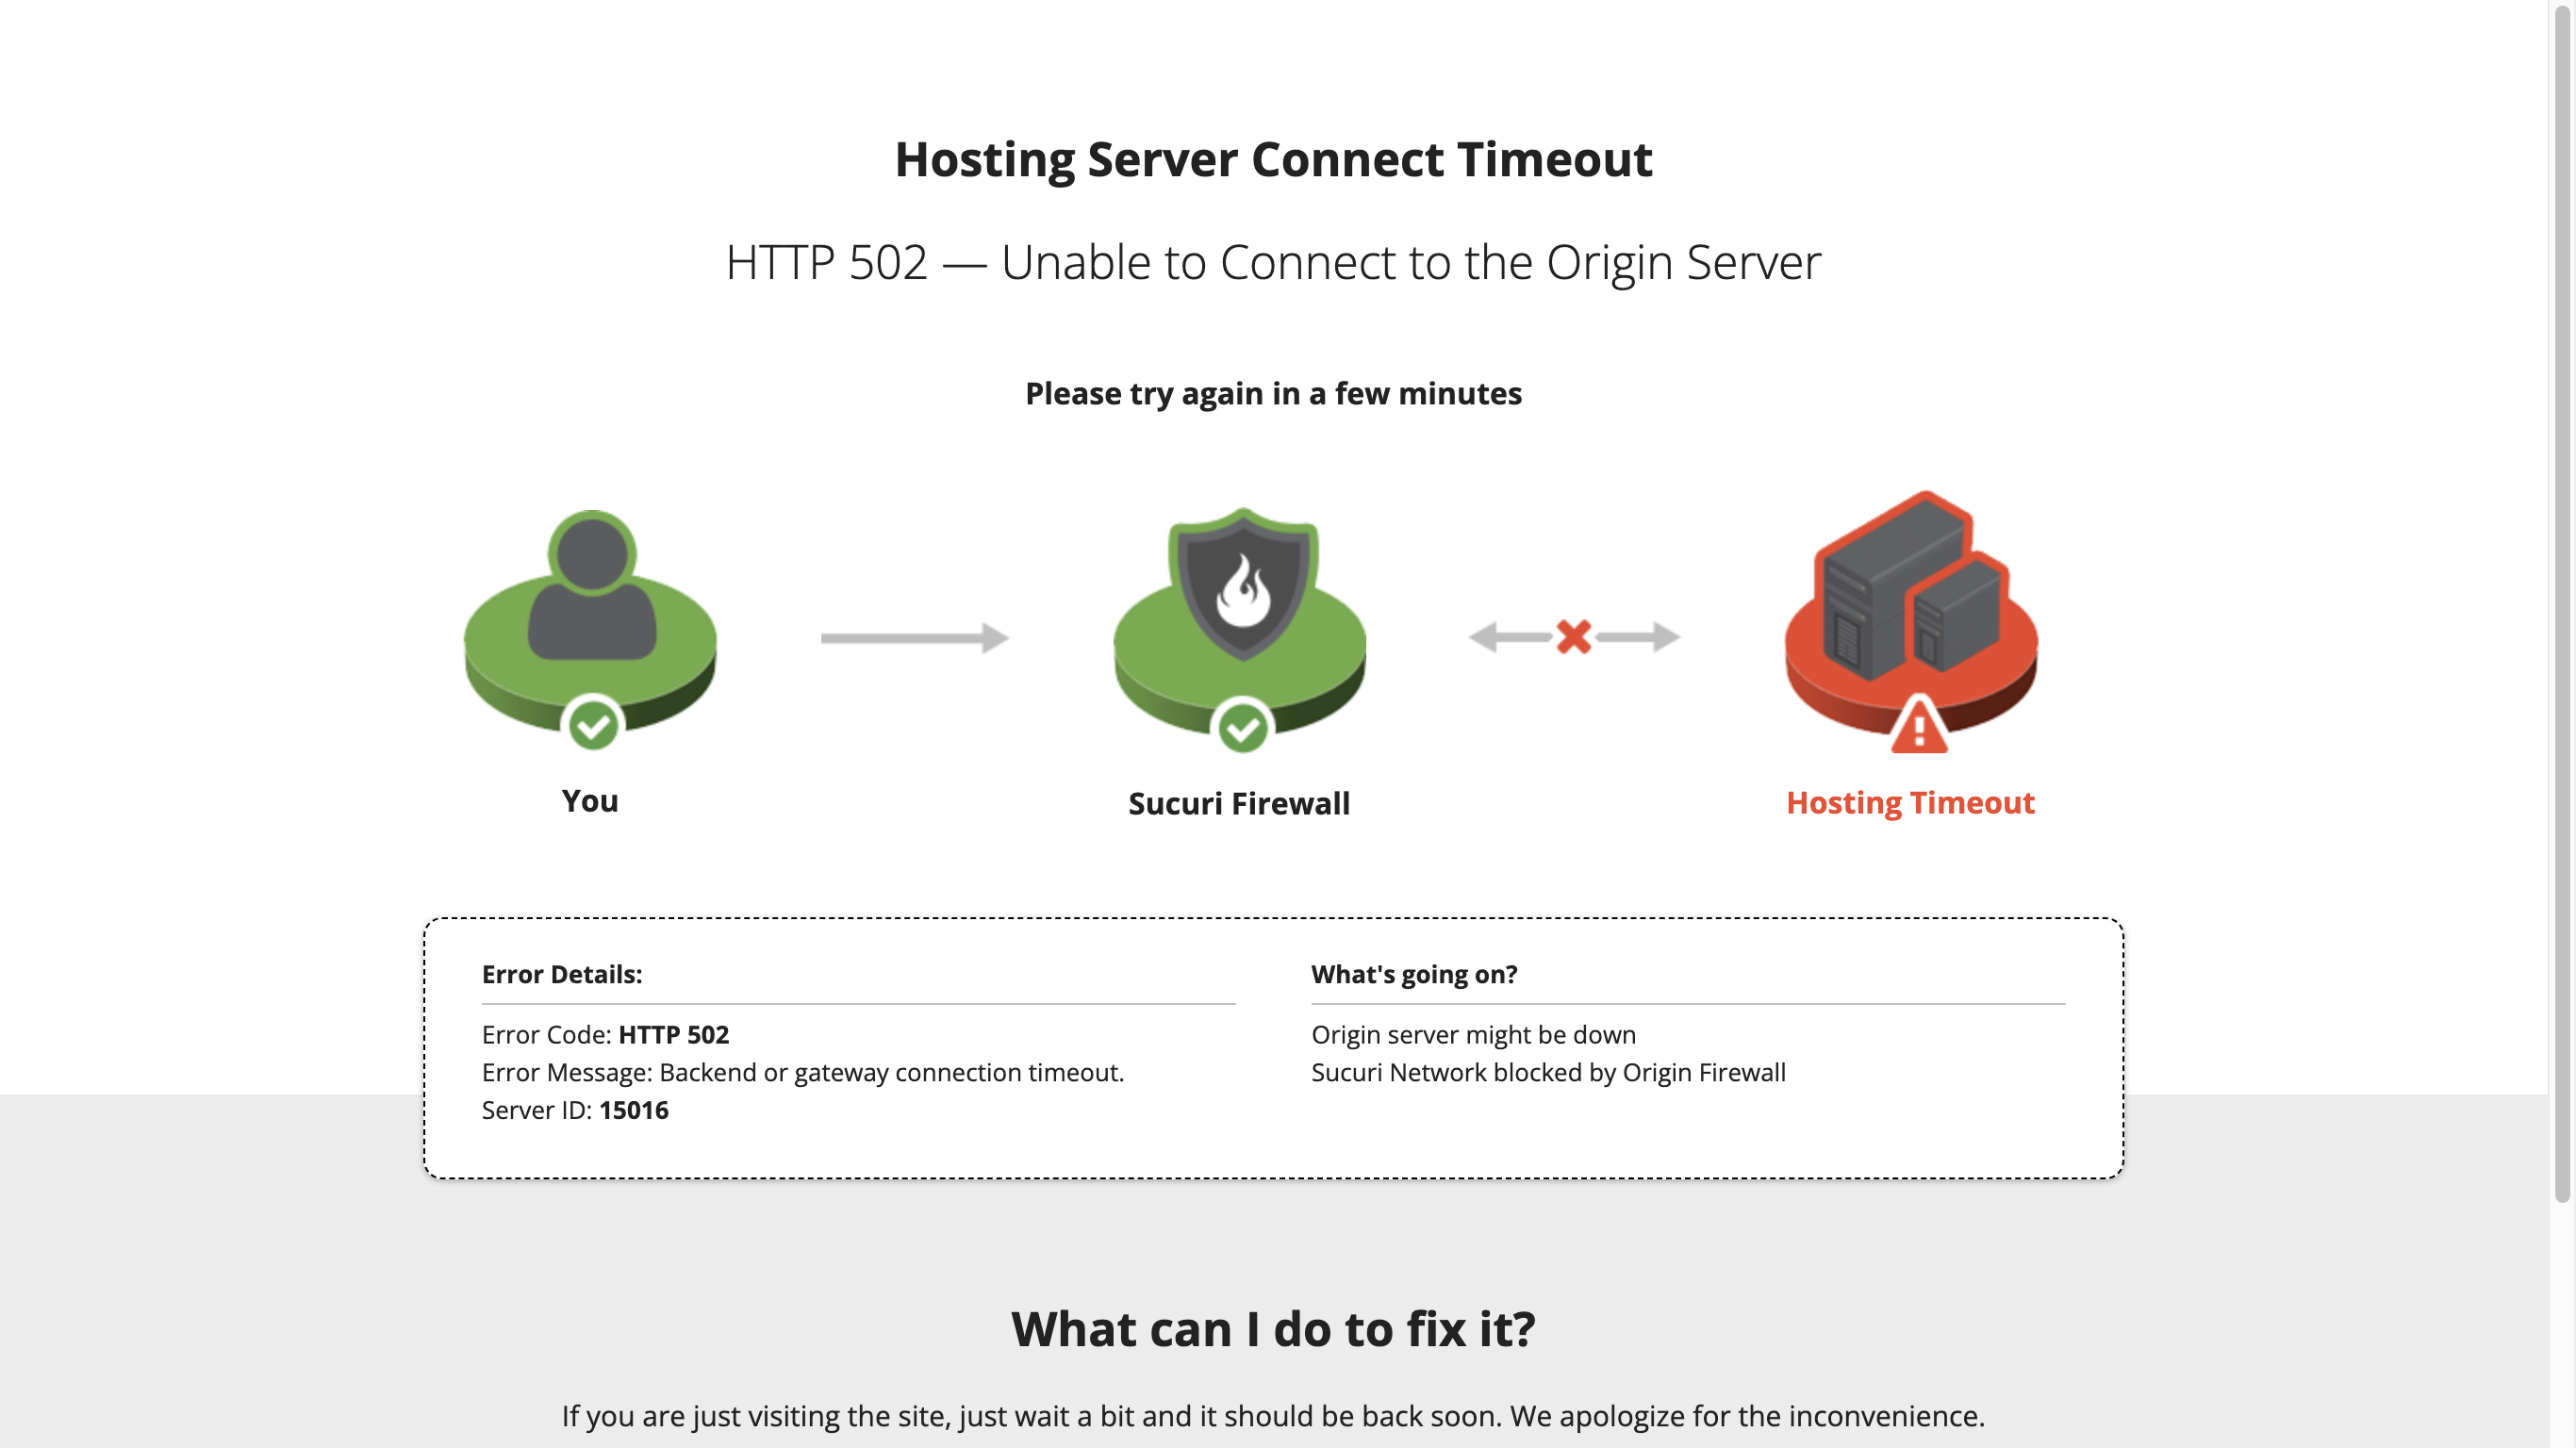 Hosting Server Connect Timeout
HTTP 502 — Unable to Connect to the Origin Server
Please try again in a few minutes
You
Sucuri Firewall
Hosting Timeout
Error Details:
Error Code: HTTP 502
Error Message: Backend or gateway connection timeout.
Server ID: 15016
What's going on?
Origin server might be down
Sucuri Network blocked by Origin Firewall
What can I do to fix it?
If you are just visiting the site, just wait a bit and it should be back soon. We apologize for the inconvenience.